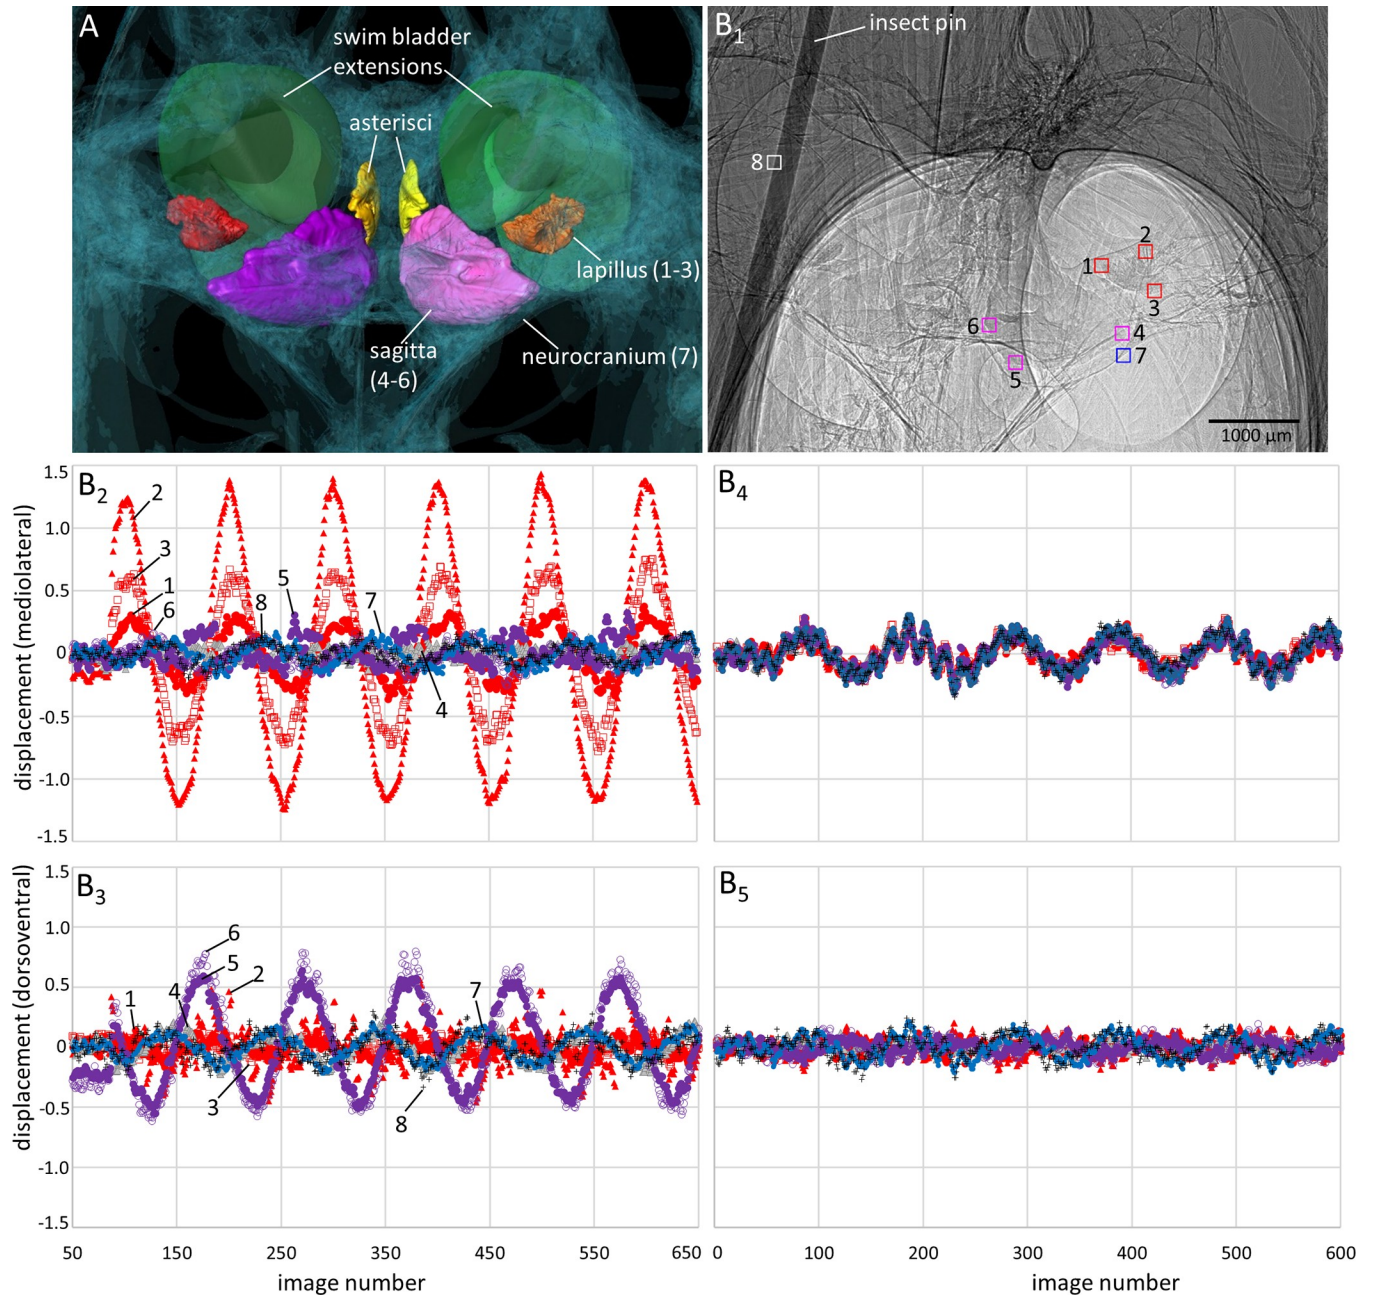 A
swim bladder
extensions
asterisci
lapillus (1-3)
sagitta
(4-6)
neurocranium (7)
B1
insect pin
8
1
2
3
4
5
6
7
1000 µm
B2
displacement (mediolateral)
1.5
1.0
0.5
0
-0.5
-1.0
-1.5
2
3
1
6
8
5
7
4
B4
B3
displacement (dorsoventral)
1.5
1.0
0.5
0
-0.5
-1.0
-1.5
6
5
2
4
1
7
3
8
50 150 250 350 450 550 650
image number
B5
0 100 200 300 400 500 600
image number